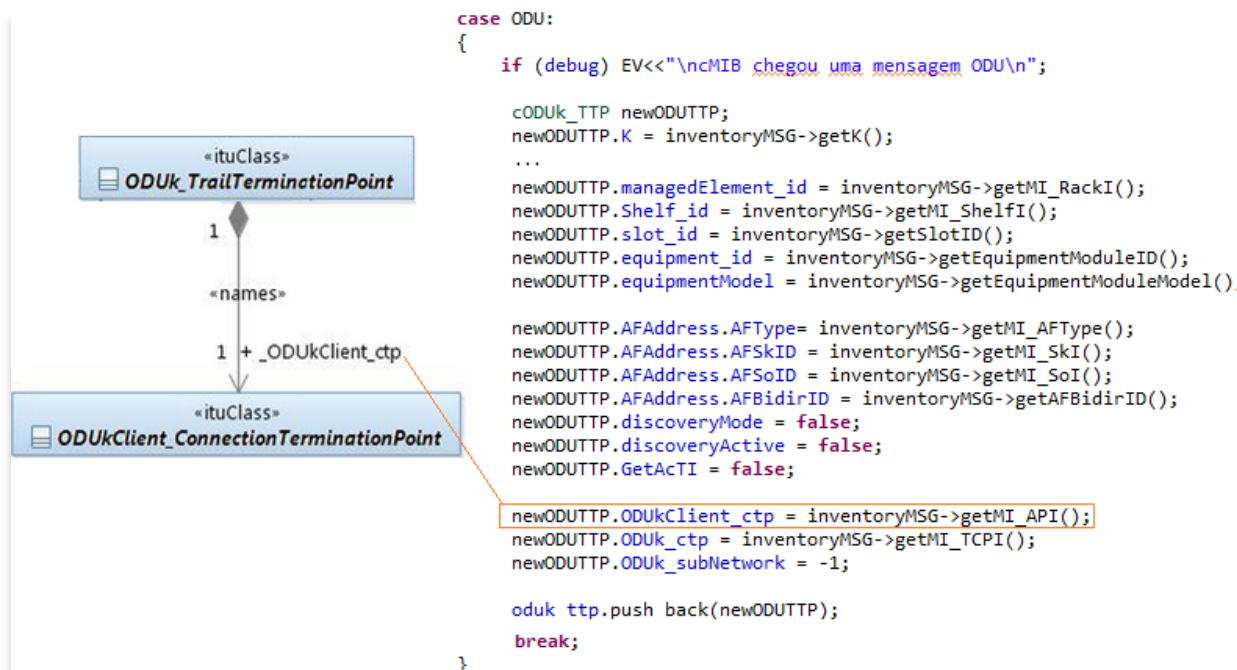 «ituClass»
ODUk_TrailTerminationPoint
1
«names»
1 + _ODUkClient_ctp
«ituClass»
ODUkClient_ConnectionTerminationPoint
case ODU:
{
if (debug) EV<<"\ncMIB chegou uma mensagem ODU\n";
cODUk_TTP newODUTTP;
newODUTTP.K = inventoryMSG->getK();
...
newODUTTP.managedElement_id = inventoryMSG->getMI_RackI();
newODUTTP.Shelf_id = inventoryMSG->getMI_ShelfI();
newODUTTP.slot_id = inventoryMSG->getSlotID();
newODUTTP.equipment_id = inventoryMSG->getEquipmentModuleID();
newODUTTP.equipmentModel = inventoryMSG->getEquipmentModuleModel();
newODUTTP.AFAddress.AFType= inventoryMSG->getMI_AFType();
newODUTTP.AFAddress.AFSkID = inventoryMSG->getMI_SkI();
newODUTTP.AFAddress.AFSoID = inventoryMSG->getMI_SoI();
newODUTTP.AFAddress.AFBidirID = inventoryMSG->getAFBidirID();
newODUTTP.discoveryMode = false;
newODUTTP.discoveryActive = false;
newODUTTP.GetAcTI = false;
newODUTTP.ODUkClient_ctp = inventoryMSG->getMI_API();
newODUTTP.ODUk_ctp = inventoryMSG->getMI_TCPI();
newODUTTP.ODUk_subNetwork = -1;
oduk ttp.push back(newODUTTP);
break;
}